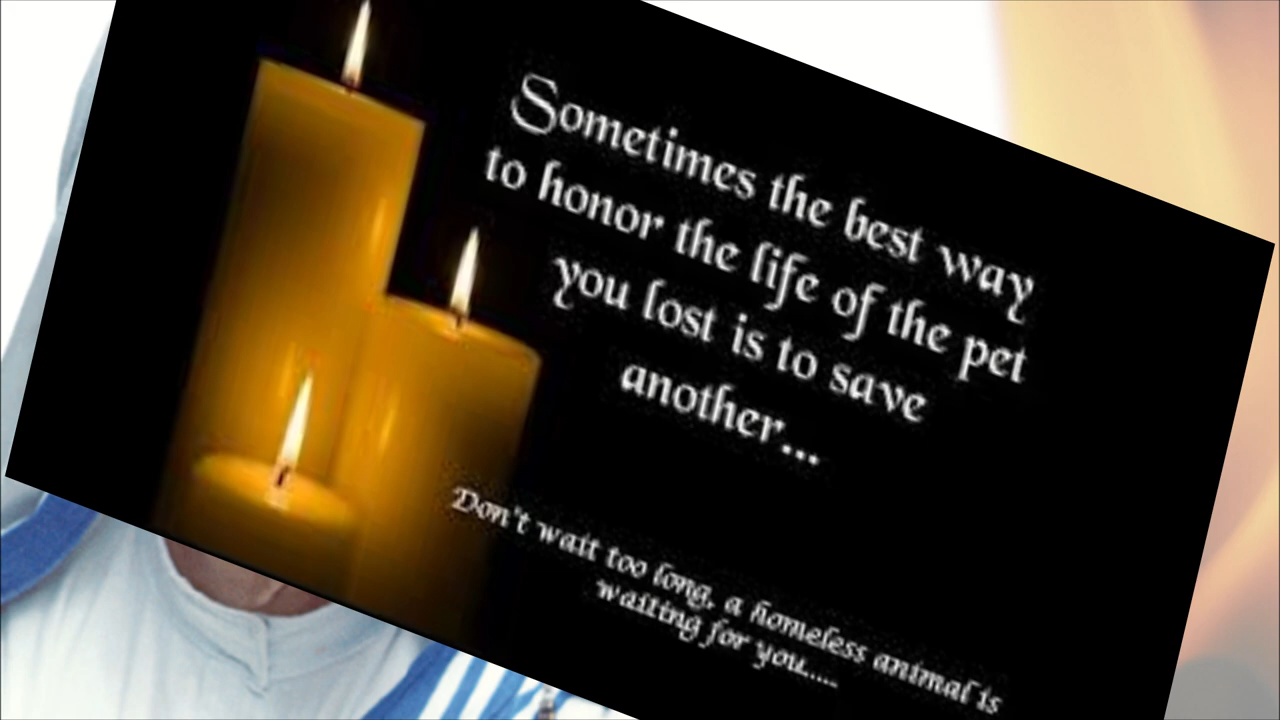 Sometimes the best way
to honor the life of the pet
you lost is to save
another...
Don't wait too long, a homeless animal is
waiting for you.....